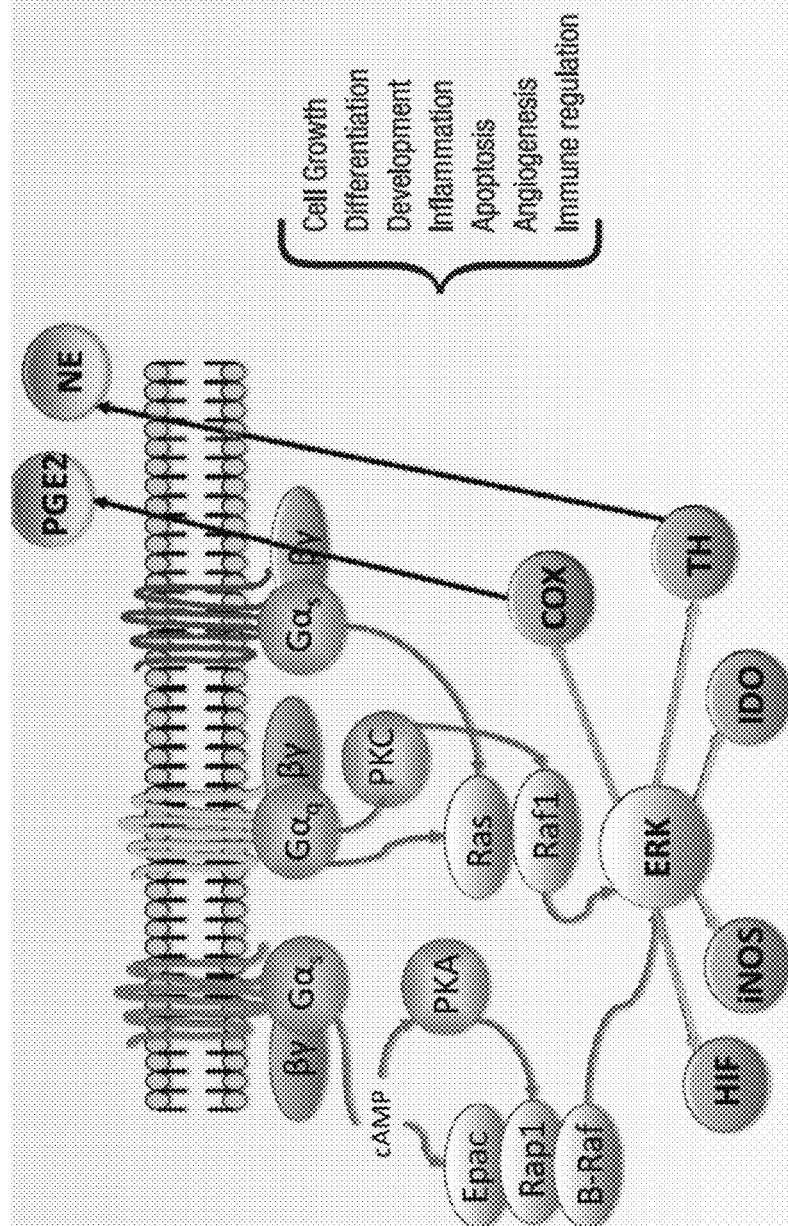 PGE2
NE
βγ
Gαs
Gαq
βγ
Gαs
βγ
cAMP
PKA
PKC
Epac
Rap1
B-Raf
Ras
Raf1
COX
ERK
TH
HIF
iNOS
IDO
Cell Growth
Differentiation
Development
Inflammation
Apoptosis
Angiogenesis
Immune regulation